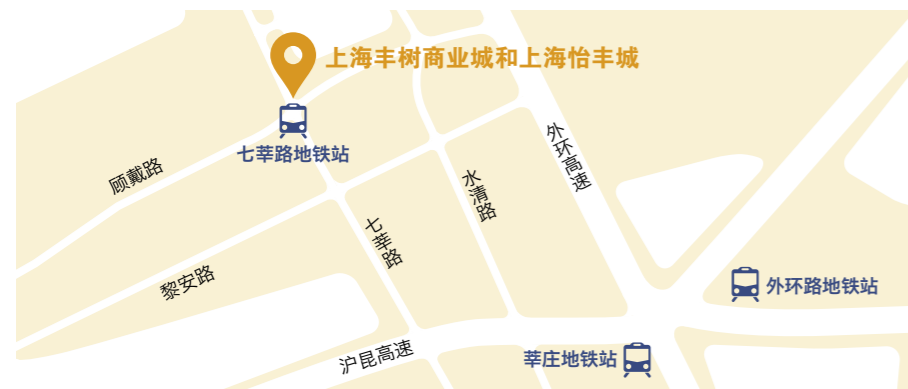 上海丰树商业城和上海怡丰城
七莘路地铁站
外环高速
顾戴路
水清路
七莘路
黎安路
外环路地铁站
沪昆高速
莘庄地铁站